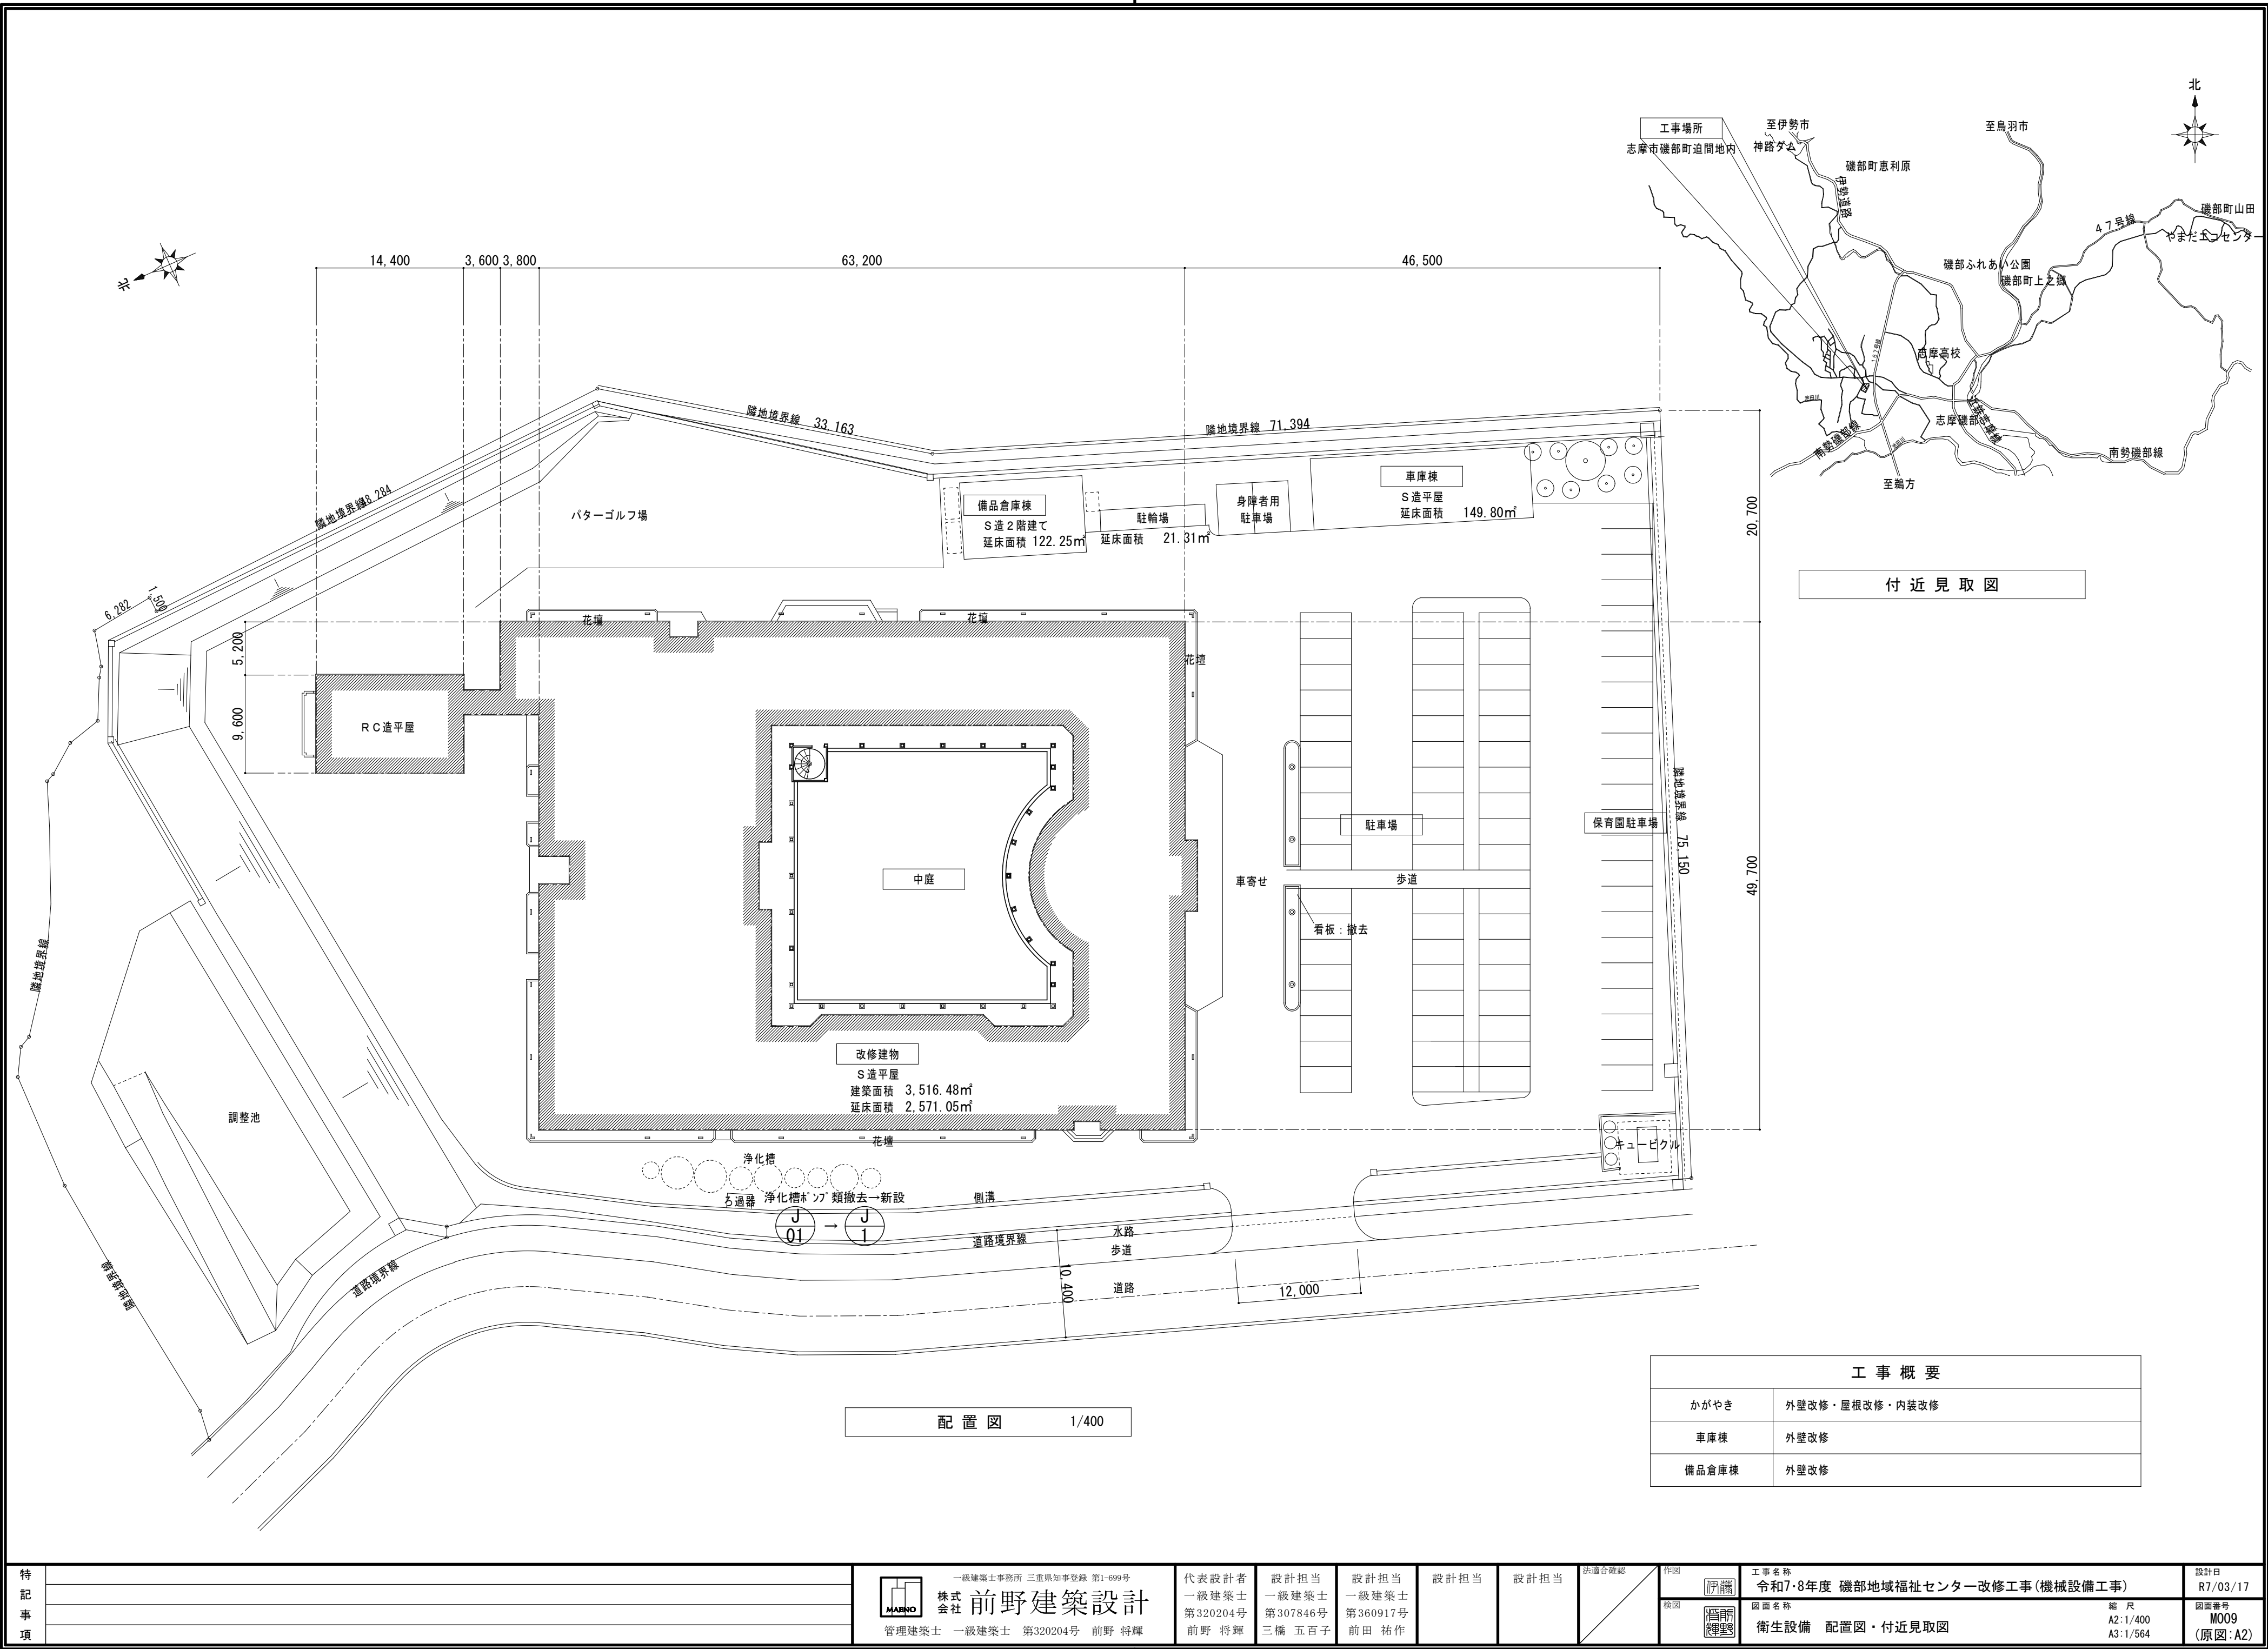 北
工事場所
志摩市磯部町迫間地内
至伊勢市
神路ダム
磯部町恵利原
伊勢道路
至鳥羽市
47号線
磯部町山田
やまだエコセンター
磯部ふれあい公園
磯部町上之郷
167号線
志摩高校
志摩磯部
南勢磯部線
南勢磯部線
至鵜方
付近見取図
北
14,400
3,600
3,800
63,200
46,500
隣地境界線 33,163
隣地境界線 71,394
パターゴルフ場
備品倉庫棟
S造2階建て
延床面積 122.25㎡
駐輪場
延床面積 21.31㎡
身障者用
駐車場
車庫棟
S造平屋
延床面積 149.80㎡
20,700
6,282
1,500
5,200
9,600
花壇
花壇
花壇
RC造平屋
中庭
車寄せ
駐車場
歩道
看板：撤去
保育園駐車場
隣地境界線 75,150
49,700
隣地境界線
調整池
改修建物
S造平屋
建築面積 3,516.48㎡
延床面積 2,571.05㎡
花壇
浄化槽
ろ過器
浄化槽ポンプ類撤去→新設
J
01
→
J
1
側溝
キュービクル
道路境界線
水路
歩道
道路
10,400
12,000
隣地境界線
道路境界線
配置図 1/400
工事概要
かがやき 外壁改修・屋根改修・内装改修
車庫棟 外壁改修
備品倉庫棟 外壁改修
特記事項
MAENO
一級建築士事務所 三重県知事登録 第1-699号
株式会社 前野建築設計
管理建築士 一級建築士 第320204号 前野 将輝
代表設計者
一級建築士
第320204号
前野 将輝
設計担当
一級建築士
第307846号
三橋 五百子
設計担当
一級建築士
第360917号
前田 祐作
設計担当
設計担当
法適合確認
作図
伊藤
検図
工事名称
令和7・8年度 磯部地域福祉センター改修工事(機械設備工事)
設計日
R7/03/17
図面名称
衛生設備 配置図・付近見取図
縮尺
A2:1/400
A3:1/564
図面番号
M009
(原図:A2)